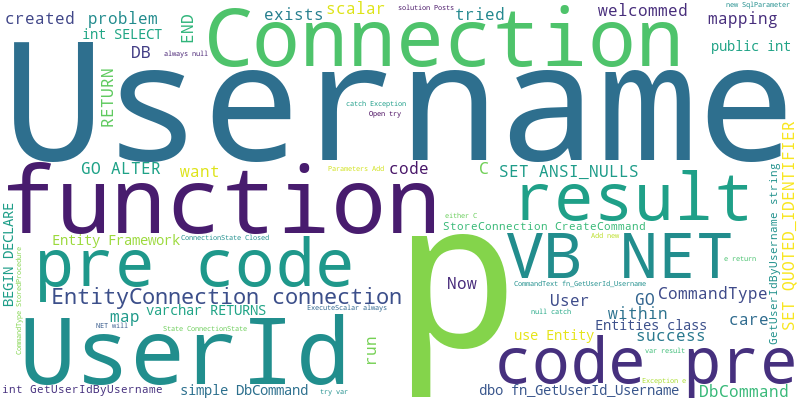 created
problem
exists
scalar
solution Posts
tried
welcommed
new SqlParameter
mapping
int SELECT
END
Connection
DB
always null
public int
Username
RETURN
catch Exception
Open try
GO ALTER
want
Parameters Add
code
C
SET ANSI_NULLS
function
result
SET QUOTED_IDENTIFIER
GetUserIdByUsername string
BEGIN DECLARE
either C
StoreConnection CreateCommand
Entity Framework
ConnectionState Closed
p
Add new
VB NET
e return
pre code
CommandType StoredProcedure
Now
CommandText fn_GetUserId_Username
EntityConnection connection
User
GO
CommandType
map
varchar RETURNS
ExecuteScalar always
null catch
within
care
NET will
State ConnectionState
Entities class
UserId
run
use Entity
success
code pre
var result
Exception e
int GetUserIdByUsername
simple DbCommand
try var
dbo fn_GetUserId_Username
DbCommand